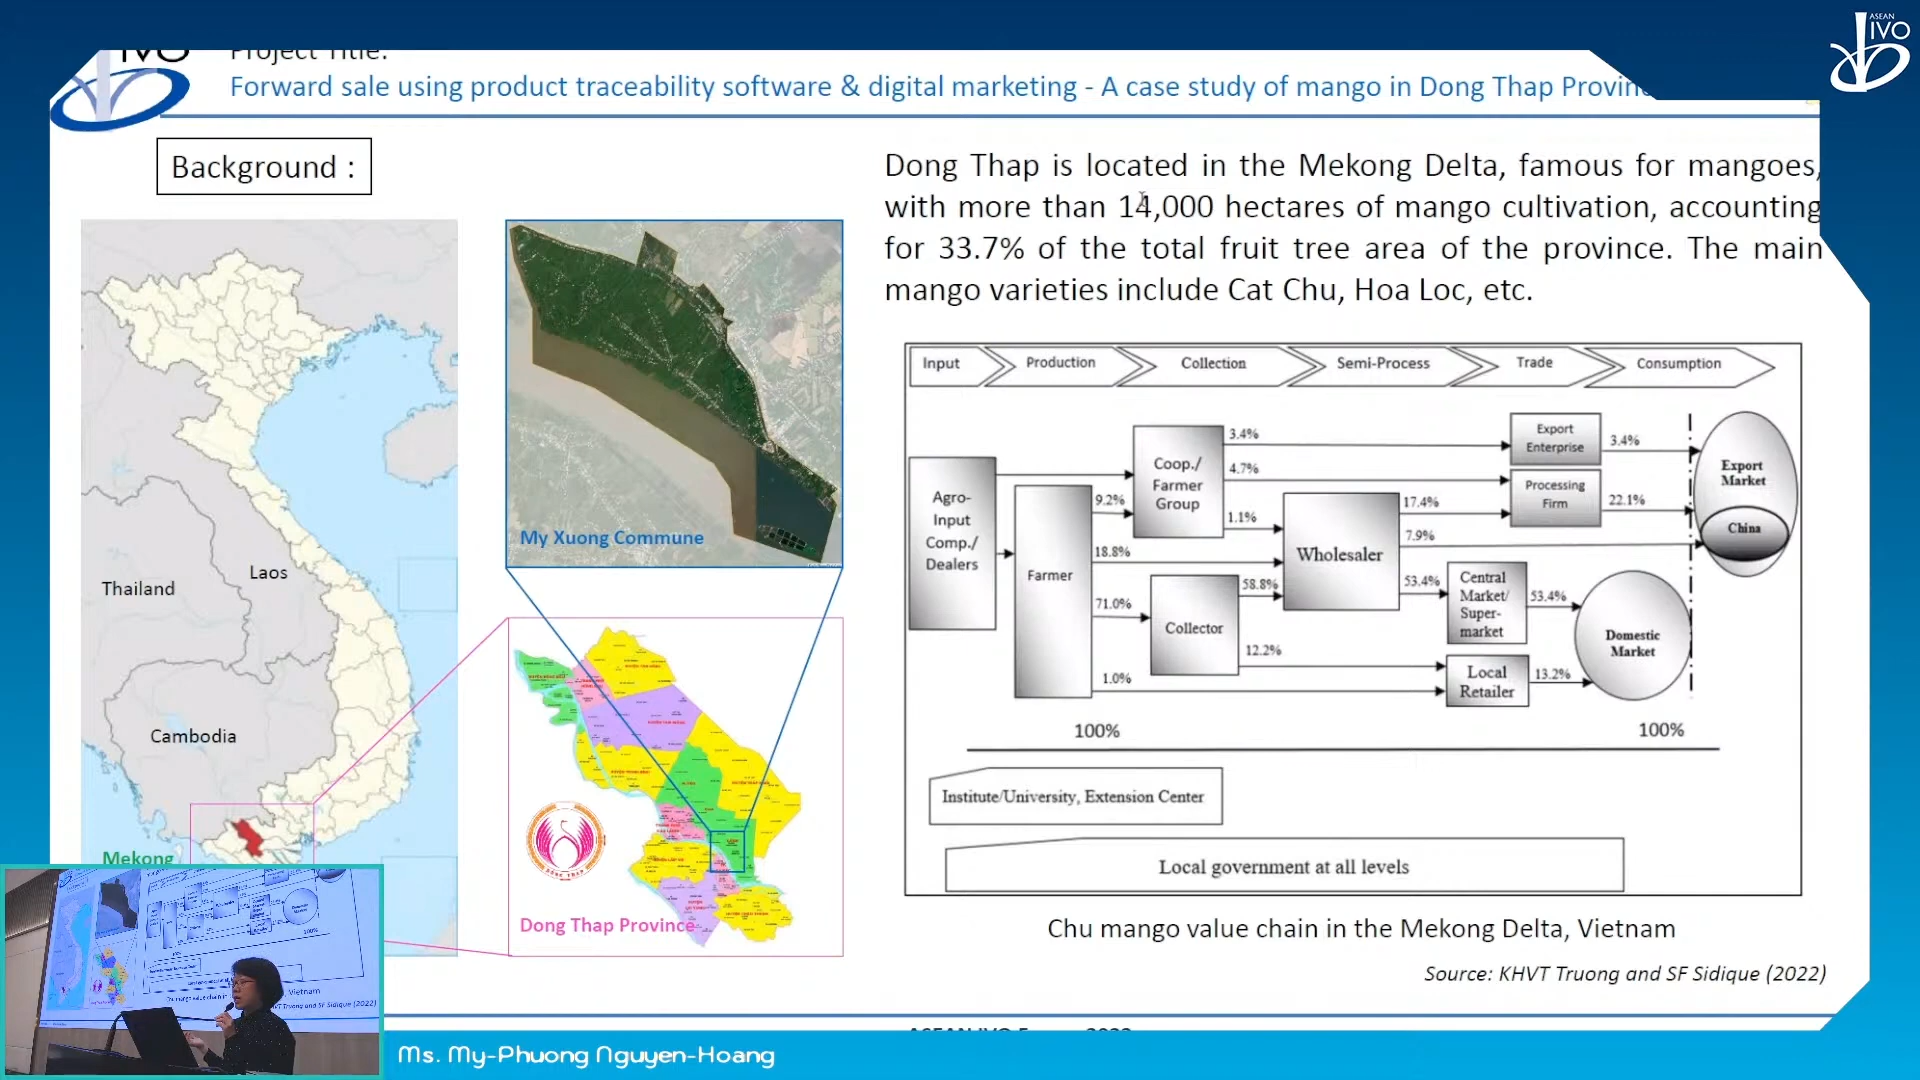 ASEAN
IVO
Project Title:
Forward sale using product traceability software & digital marketing - A case study of mango in Dong Thap Provin
Background :
Dong Thap is located in the Mekong Delta, famous for mangoes,
with more than 14,000 hectares of mango cultivation, accounting
for 33.7% of the total fruit tree area of the province. The main
mango varieties include Cat Chu, Hoa Loc, etc.
My Xuong Commune
Thailand
Laos
Cambodia
Mekong
Dong Thap Province
Input
Production
Collection
Semi-Process
Trade
Consumption
Agro-
Input
Comp./
Dealers
Farmer
9.2%
18.8%
71.0%
1.0%
Coop./
Farmer
Group
3.4%
4.7%
1.1%
Collector
58.8%
12.2%
Wholesaler
17.4%
7.9%
53.4%
Export
Enterprise
3.4%
Processing
Firm
22.1%
Central
Market/
Super-
market
53.4%
Local
Retailer
13.2%
Export
Market
China
Domestic
Market
100%
100%
Institute/University, Extension Center
Local government at all levels
Chu mango value chain in the Mekong Delta, Vietnam
Source: KHVT Truong and SF Sidique (2022)
Ms. My-Phuong Nguyen-Hoang